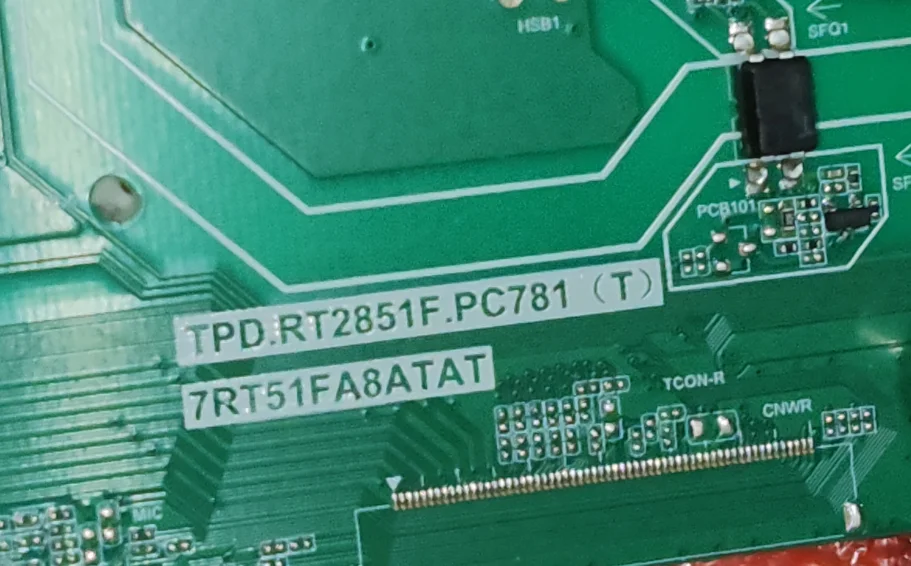 HSB1
SFQ1
PCB101
TPD.RT2851F.PC781（T）
7RT51FA8ATAT
TCON-R
CNWR
MIC